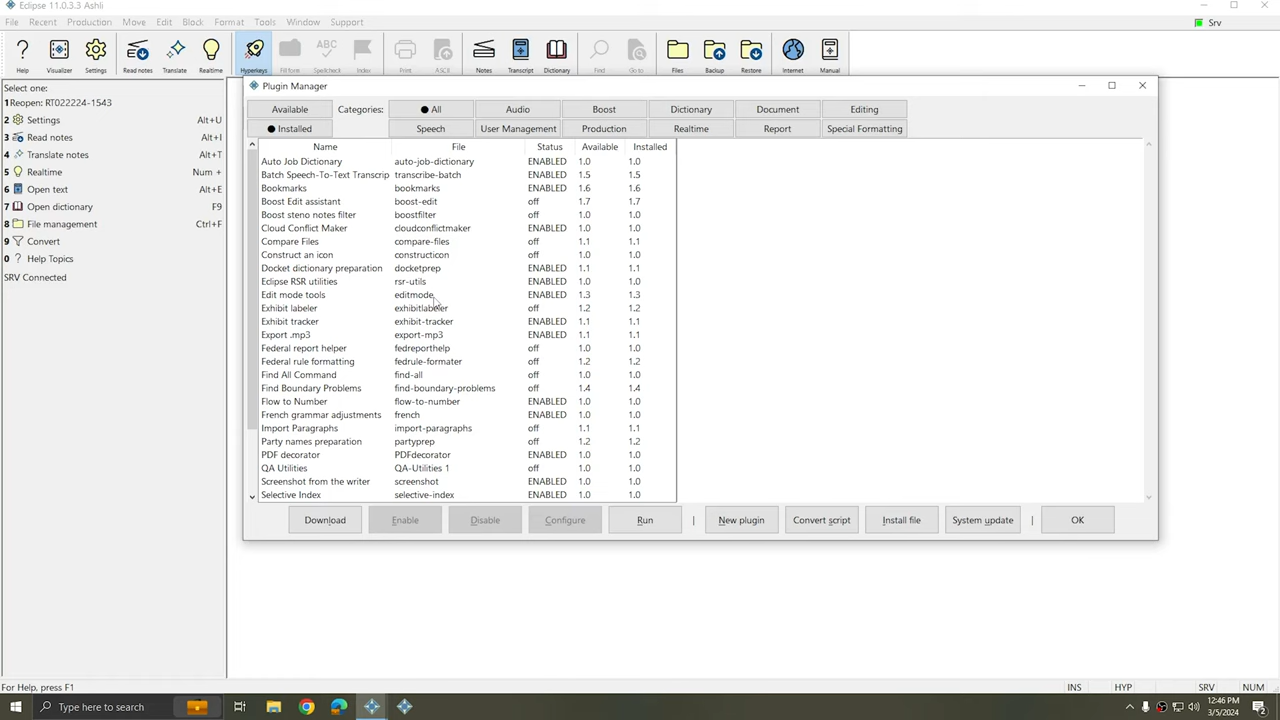 Eclipse 11.0.3.3 Ashli
File Recent Production Move Edit Block Format Tools Window Support
Srv
ABC
Help Visualizer Settings Read notes Translate Realtime Hyperkeys Fill form Spellcheck Index Print ASCII Notes Transcript Dictionary Find Go to Files Backup Restore Internet Manual
Select one:
1 Reopen: RT022224-1543
2 Settings Alt+U
3 Read notes Alt+I
4 Translate notes Alt+T
5 Realtime Num +
6 Open text Alt+E
7 Open dictionary F9
8 File management Ctrl+F
9 Convert
0 ? Help Topics
SRV Connected
Plugin Manager
Available Categories: All Audio Boost Dictionary Document Editing
Installed Speech User Management Production Realtime Report Special Formatting
Name File Status Available Installed
Auto Job Dictionary auto-job-dictionary ENABLED 1.0 1.0
Batch Speech-To-Text Transcrip transcribe-batch ENABLED 1.5 1.5
Bookmarks bookmarks ENABLED 1.6 1.6
Boost Edit assistant boost-edit off 1.7 1.7
Boost steno notes filter boostfilter off 1.0 1.0
Cloud Conflict Maker cloudconflictmaker ENABLED 1.0 1.0
Compare Files compare-files off 1.1 1.1
Construct an icon constructicon off 1.0 1.0
Docket dictionary preparation docketprep ENABLED 1.1 1.1
Eclipse RSR utilities rsr-utils ENABLED 1.0 1.0
Edit mode tools editmode ENABLED 1.3 1.3
Exhibit labeler exhibitlabeler off 1.2 1.2
Exhibit tracker exhibit-tracker ENABLED 1.1 1.1
Export .mp3 export-mp3 ENABLED 1.1 1.1
Federal report helper fedreporthelp off 1.0 1.0
Federal rule formatting fedrule-formater off 1.2 1.2
Find All Command find-all off 1.0 1.0
Find Boundary Problems find-boundary-problems off 1.4 1.4
Flow to Number flow-to-number ENABLED 1.0 1.0
French grammar adjustments french ENABLED 1.0 1.0
Import Paragraphs import-paragraphs off 1.1 1.1
Party names preparation partyprep off 1.2 1.2
PDF decorator PDFdecorator ENABLED 1.0 1.0
QA Utilities QA-Utilities 1 off 1.0 1.0
Screenshot from the writer screenshot ENABLED 1.0 1.0
Selective Index selective-index ENABLED 1.0 1.0
Download Enable Disable Configure Run | New plugin Convert script Install file System update | OK
For Help, press F1
INS HYP SRV NUM
Type here to search
12:46 PM
3/5/2024